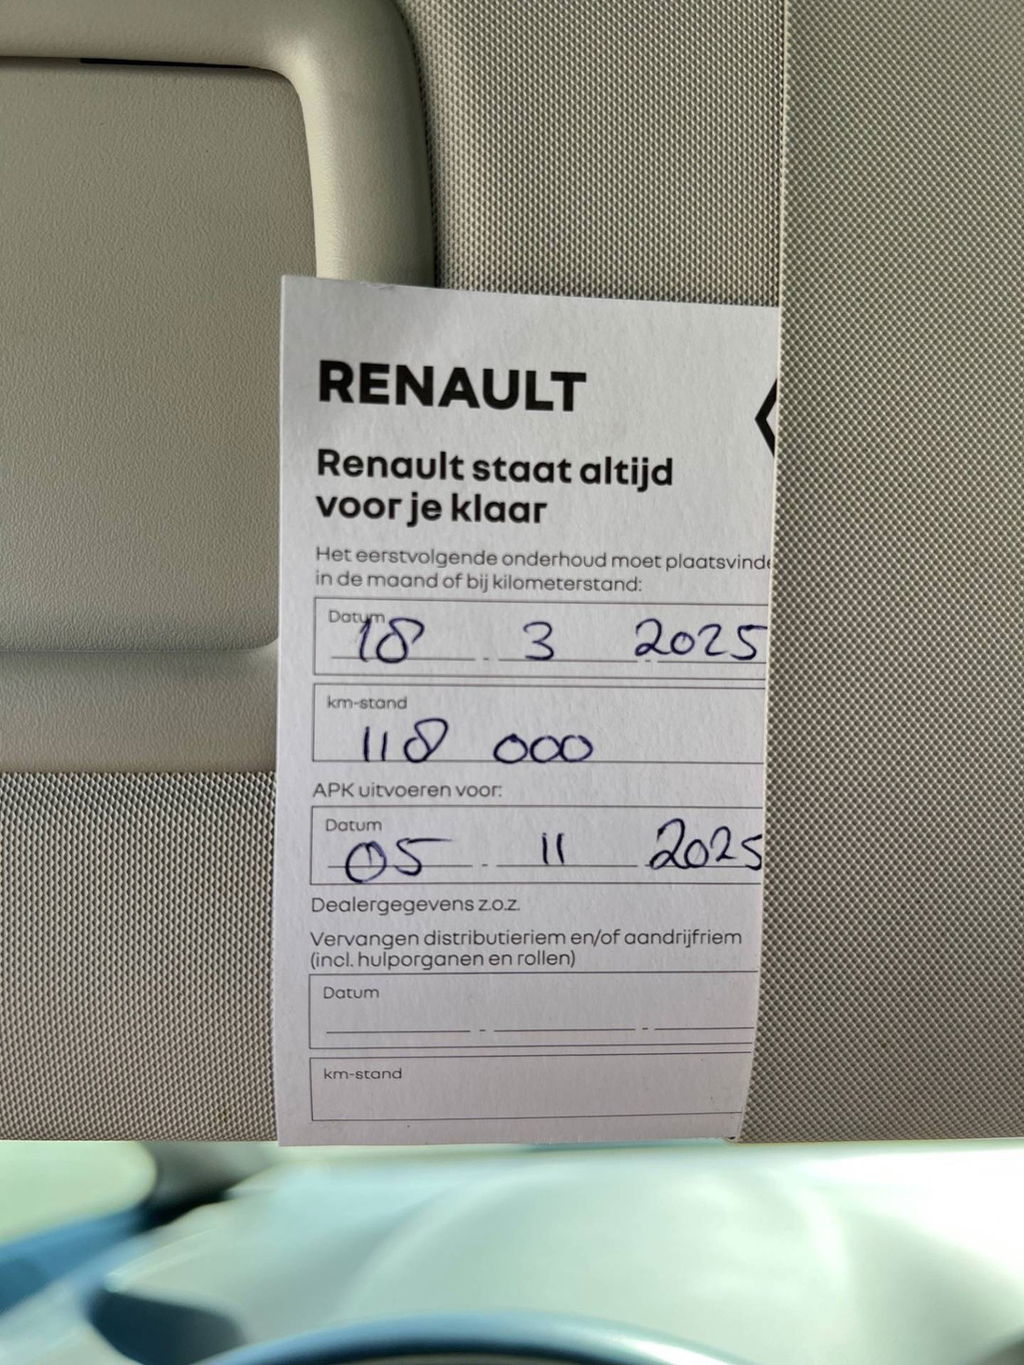 RENAULT
Renault staat altijd
voor je klaar
Het eerstvolgende onderhoud moet plaatsvinde
in de maand of bij kilometerstand:
Datum
18 - 3 - 2025
km-stand
118 000
APK uitvoeren voor:
Datum
05 - 11 2025
Dealergegevens z.o.z.
Vervangen distributieriem en/of aandrijfriem
(incl. hulporganen en rollen)
Datum
- -
km-stand